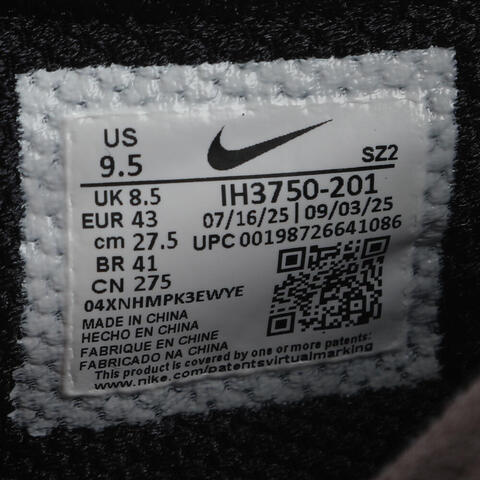 US
9.5
SZ2
UK 8.5
IH3750-201
EUR 43
07/16/25 | 09/03/25
cm 27.5
UPC 00198726641086
BR 41
CN 275
04XNHMPK3EWYE
MADE IN CHINA
HECHO EN CHINA
FABRIQUE EN CHINE
FABRICADO NA CHINA
This product is covered by one or more patents:
www.nike.com/patentsvirtualmarking